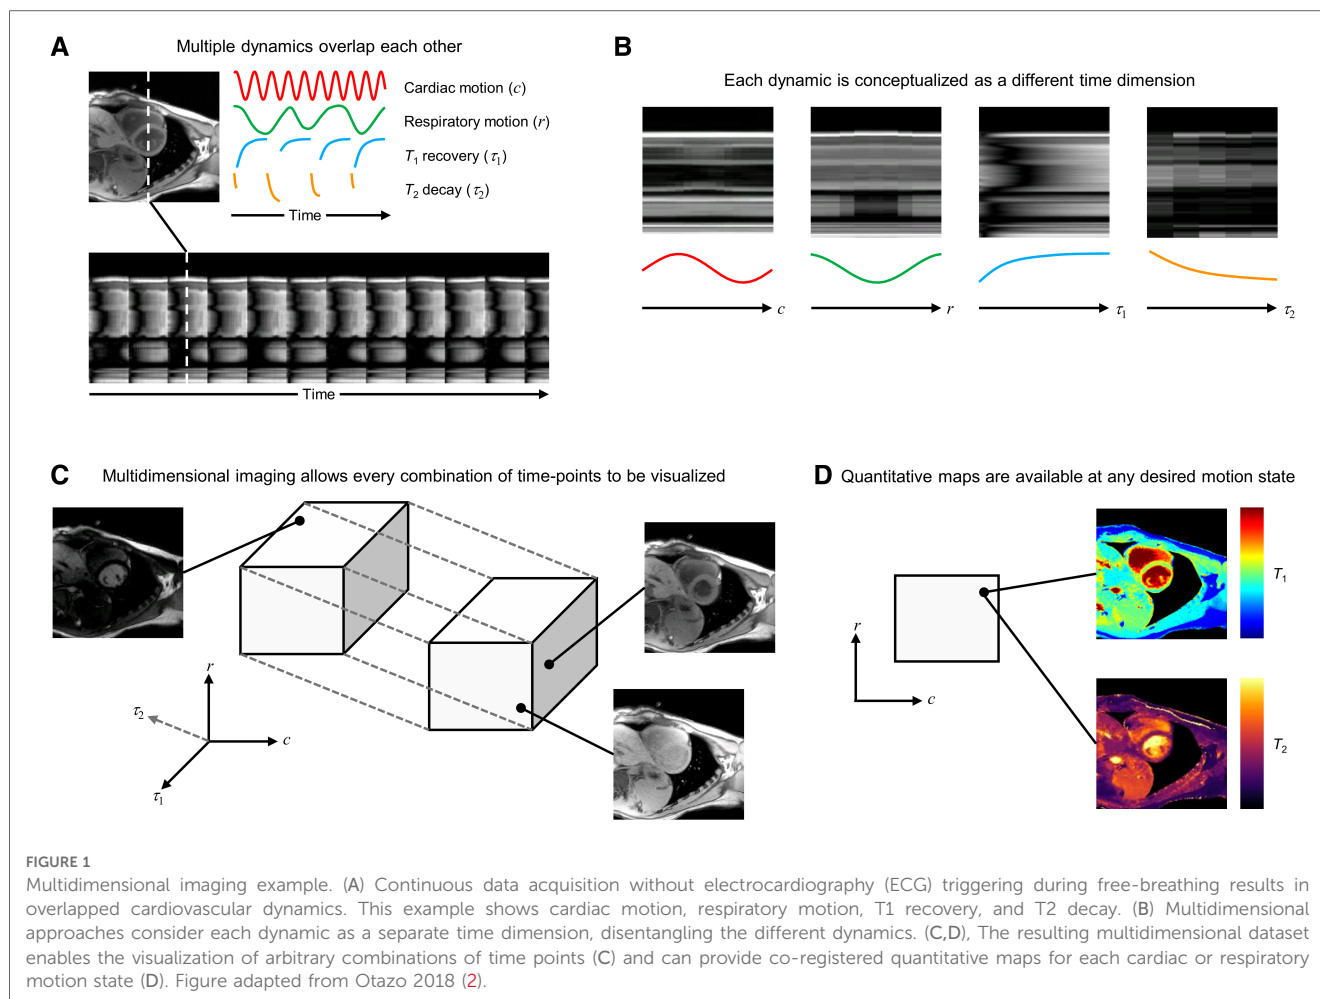 A
Multiple dynamics overlap each other
Cardiac motion (c)
Respiratory motion (r)
T1 recovery (τ1)
T2 decay (τ2)
Time
Time
B
Each dynamic is conceptualized as a different time dimension
c
r
τ1
τ2
C
Multidimensional imaging allows every combination of time-points to be visualized
r
τ2
c
τ1
D
Quantitative maps are available at any desired motion state
r
c
T1
T2
FIGURE 1
Multidimensional imaging example. (A) Continuous data acquisition without electrocardiography (ECG) triggering during free-breathing results in
overlapped cardiovascular dynamics. This example shows cardiac motion, respiratory motion, T1 recovery, and T2 decay. (B) Multidimensional
approaches consider each dynamic as a separate time dimension, disentangling the different dynamics. (C,D), The resulting multidimensional dataset
enables the visualization of arbitrary combinations of time points (C) and can provide co-registered quantitative maps for each cardiac or respiratory
motion state (D). Figure adapted from Otazo 2018 (2).